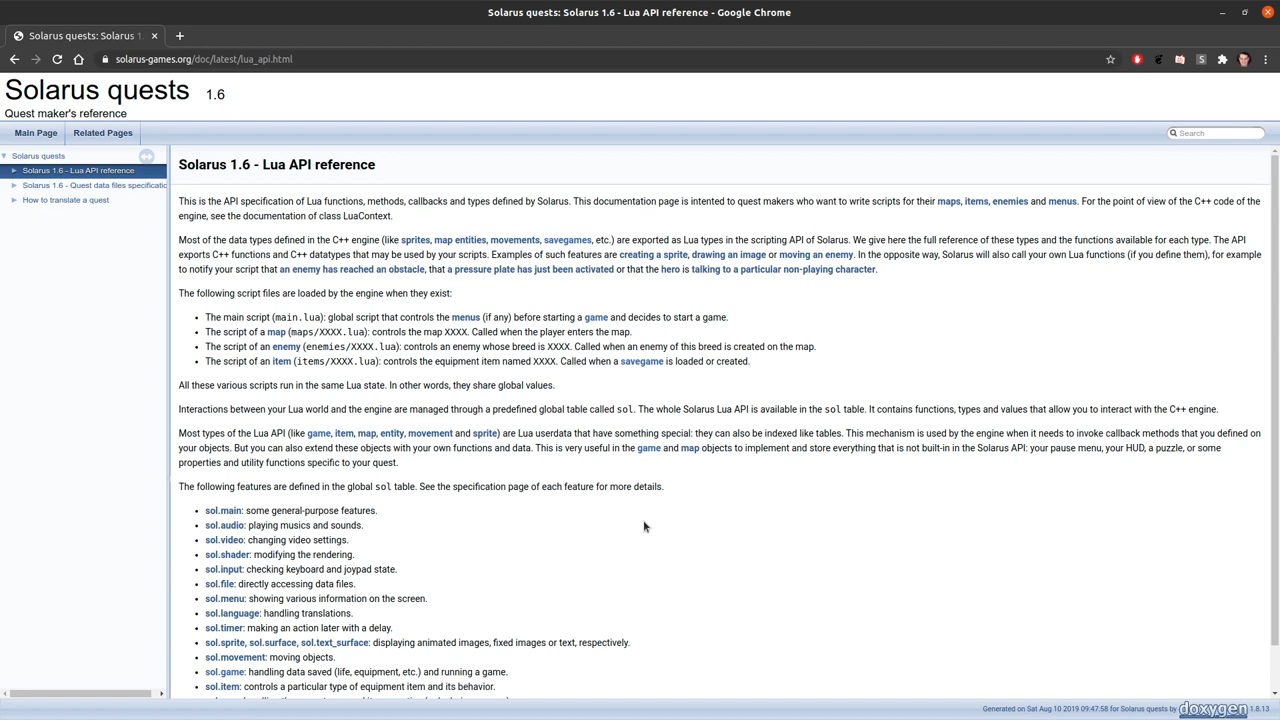 Solarus quests: Solarus 1.6 - Lua API reference - Google Chrome
Solarus quests: Solarus 1.
solarus-games.org/doc/latest/lua_api.html
Solarus quests 1.6
Quest maker's reference
Main Page
Related Pages
Search
Solarus quests
Solarus 1.6 - Lua API reference
Solarus 1.6 - Quest data files specificatic
How to translate a quest
Solarus 1.6 - Lua API reference
This is the API specification of Lua functions, methods, callbacks and types defined by Solarus. This documentation page is intented to quest makers who want to write scripts for their maps, items, enemies and menus. For the point of view of the C++ code of the
engine, see the documentation of class LuaContext.
Most of the data types defined in the C++ engine (like sprites, map entities, movements, savegames, etc.) are exported as Lua types in the scripting API of Solarus. We give here the full reference of these types and the functions available for each type. The API
exports C++ functions and C++ datatypes that may be used by your scripts. Examples of such features are creating a sprite, drawing an image or moving an enemy. In the opposite way, Solarus will also call your own Lua functions (if you define them), for example
to notify your script that an enemy has reached an obstacle, that a pressure plate has just been activated or that the hero is talking to a particular non-playing character.
The following script files are loaded by the engine when they exist:
• The main script (main.lua): global script that controls the menus (if any) before starting a game and decides to start a game.
• The script of a map (maps/XXXX.lua): controls the map XXXX. Called when the player enters the map.
• The script of an enemy (enemies/XXXX.lua): controls an enemy whose breed is XXXX. Called when an enemy of this breed is created on the map.
• The script of an item (items/XXXX.lua): controls the equipment item named XXXX. Called when a savegame is loaded or created.
All these various scripts run in the same Lua state. In other words, they share global values.
Interactions between your Lua world and the engine are managed through a predefined global table called sol. The whole Solarus Lua API is available in the sol table. It contains functions, types and values that allow you to interact with the C++ engine.
Most types of the Lua API (like game, item, map, entity, movement and sprite) are Lua userdata that have something special: they can also be indexed like tables. This mechanism is used by the engine when it needs to invoke callback methods that you defined on
your objects. But you can also extend these objects with your own functions and data. This is very useful in the game and map objects to implement and store everything that is not built-in in the Solarus API: your pause menu, your HUD, a puzzle, or some
properties and utility functions specific to your quest.
The following features are defined in the global sol table. See the specification page of each feature for more details.
• sol.main: some general-purpose features.
• sol.audio: playing musics and sounds.
• sol.video: changing video settings.
• sol.shader: modifying the rendering.
• sol.input: checking keyboard and joypad state.
• sol.file: directly accessing data files.
• sol.menu: showing various information on the screen.
• sol.language: handling translations.
• sol.timer: making an action later with a delay.
• sol.sprite, sol.surface, sol.text_surface: displaying animated images, fixed images or text, respectively.
• sol.movement: moving objects.
• sol.game: handling data saved (life, equipment, etc.) and running a game.
• sol.item: controls a particular type of equipment item and its behavior.
Generated on Sat Aug 10 2019 09:47:58 for Solarus quests by doxygen 1.8.13